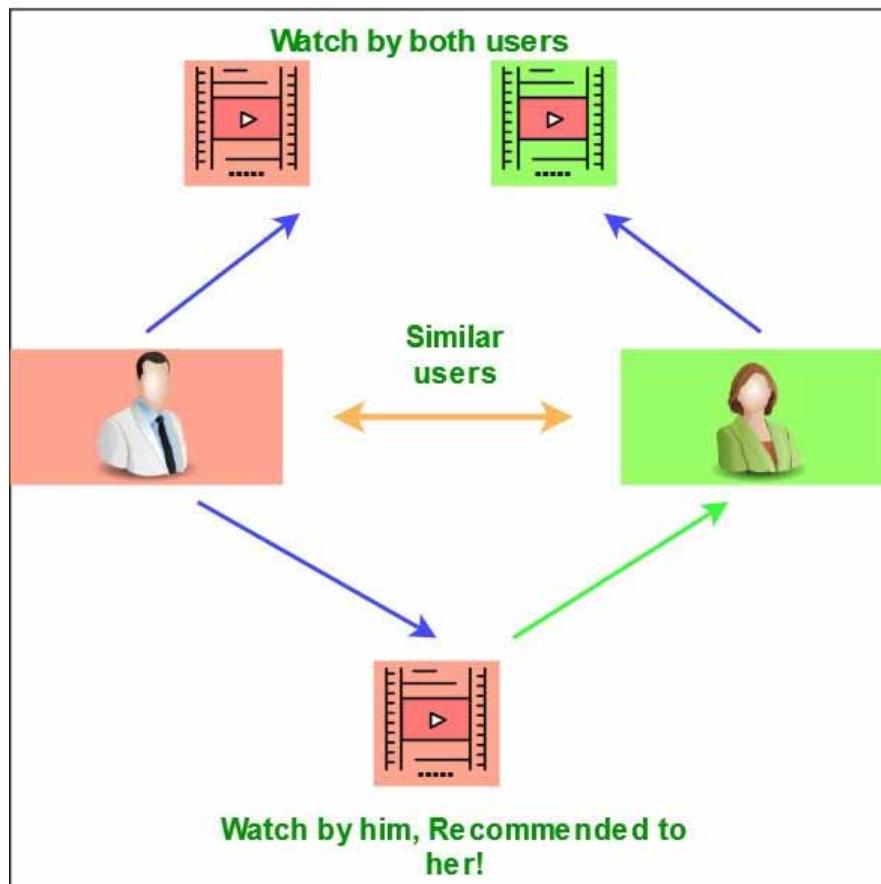 Watch by both users
Similar
users
Watch by him, Recommended to
her!